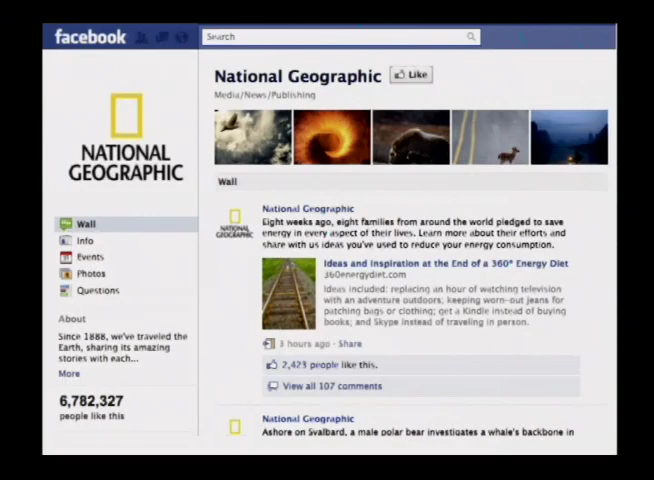 facebook
Search
National Geographic
Like
Media/News/Publishing
NATIONAL
GEOGRAPHIC
Wall
Wall
Info
Events
Photos
Questions
About
Since 1888, we've traveled the
Earth, sharing its amazing
stories with each...
More
6,782,327
people like this
NATIONAL
GEOGRAPHIC
National Geographic
Eight weeks ago, eight families from around the world pledged to save
energy in every aspect of their lives. Learn more about their efforts and
share with us ideas you've used to reduce your energy consumption.
Ideas and Inspiration at the End of a 360° Energy Diet
360energydiet.com
Ideas included: replacing an hour of watching television
with an adventure outdoors; keeping worn-out jeans for
patching bags or clothing; get a Kindle instead of buying
books; and Skype instead of traveling in person.
3 hours ago · Share
2,423 people like this.
View all 107 comments
National Geographic
Ashore on Svalbard, a male polar bear investigates a whale's backbone in